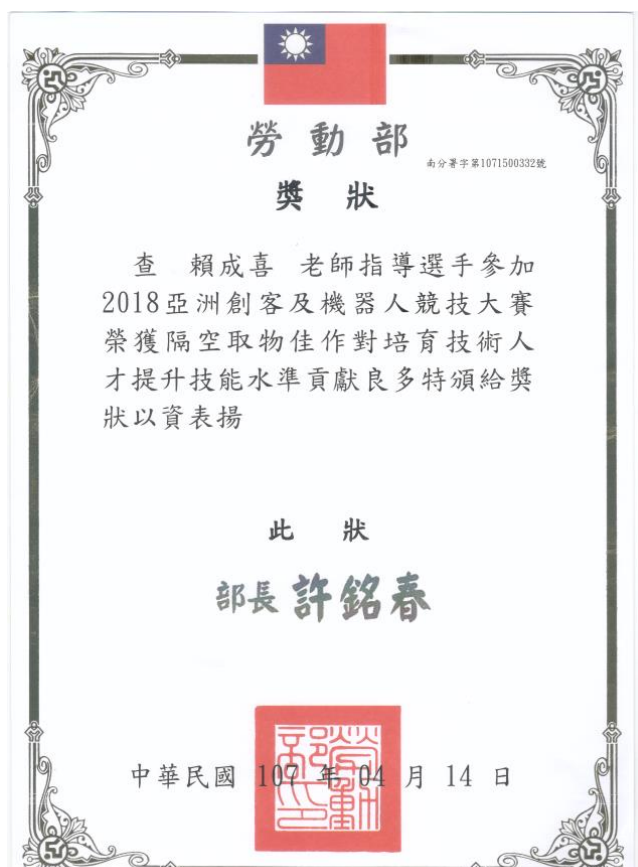 勞動部
南分署字第1071500332號
獎狀
查 賴成喜 老師指導選手參加
2018亞洲創客及機器人競技大賽
榮獲隔空取物佳作對培育技術人
才提升技能水準貢獻良多特頒給獎
狀以資表揚
此狀
部長 許銘春
勞動部印
中華民國 107 年 04 月 14 日